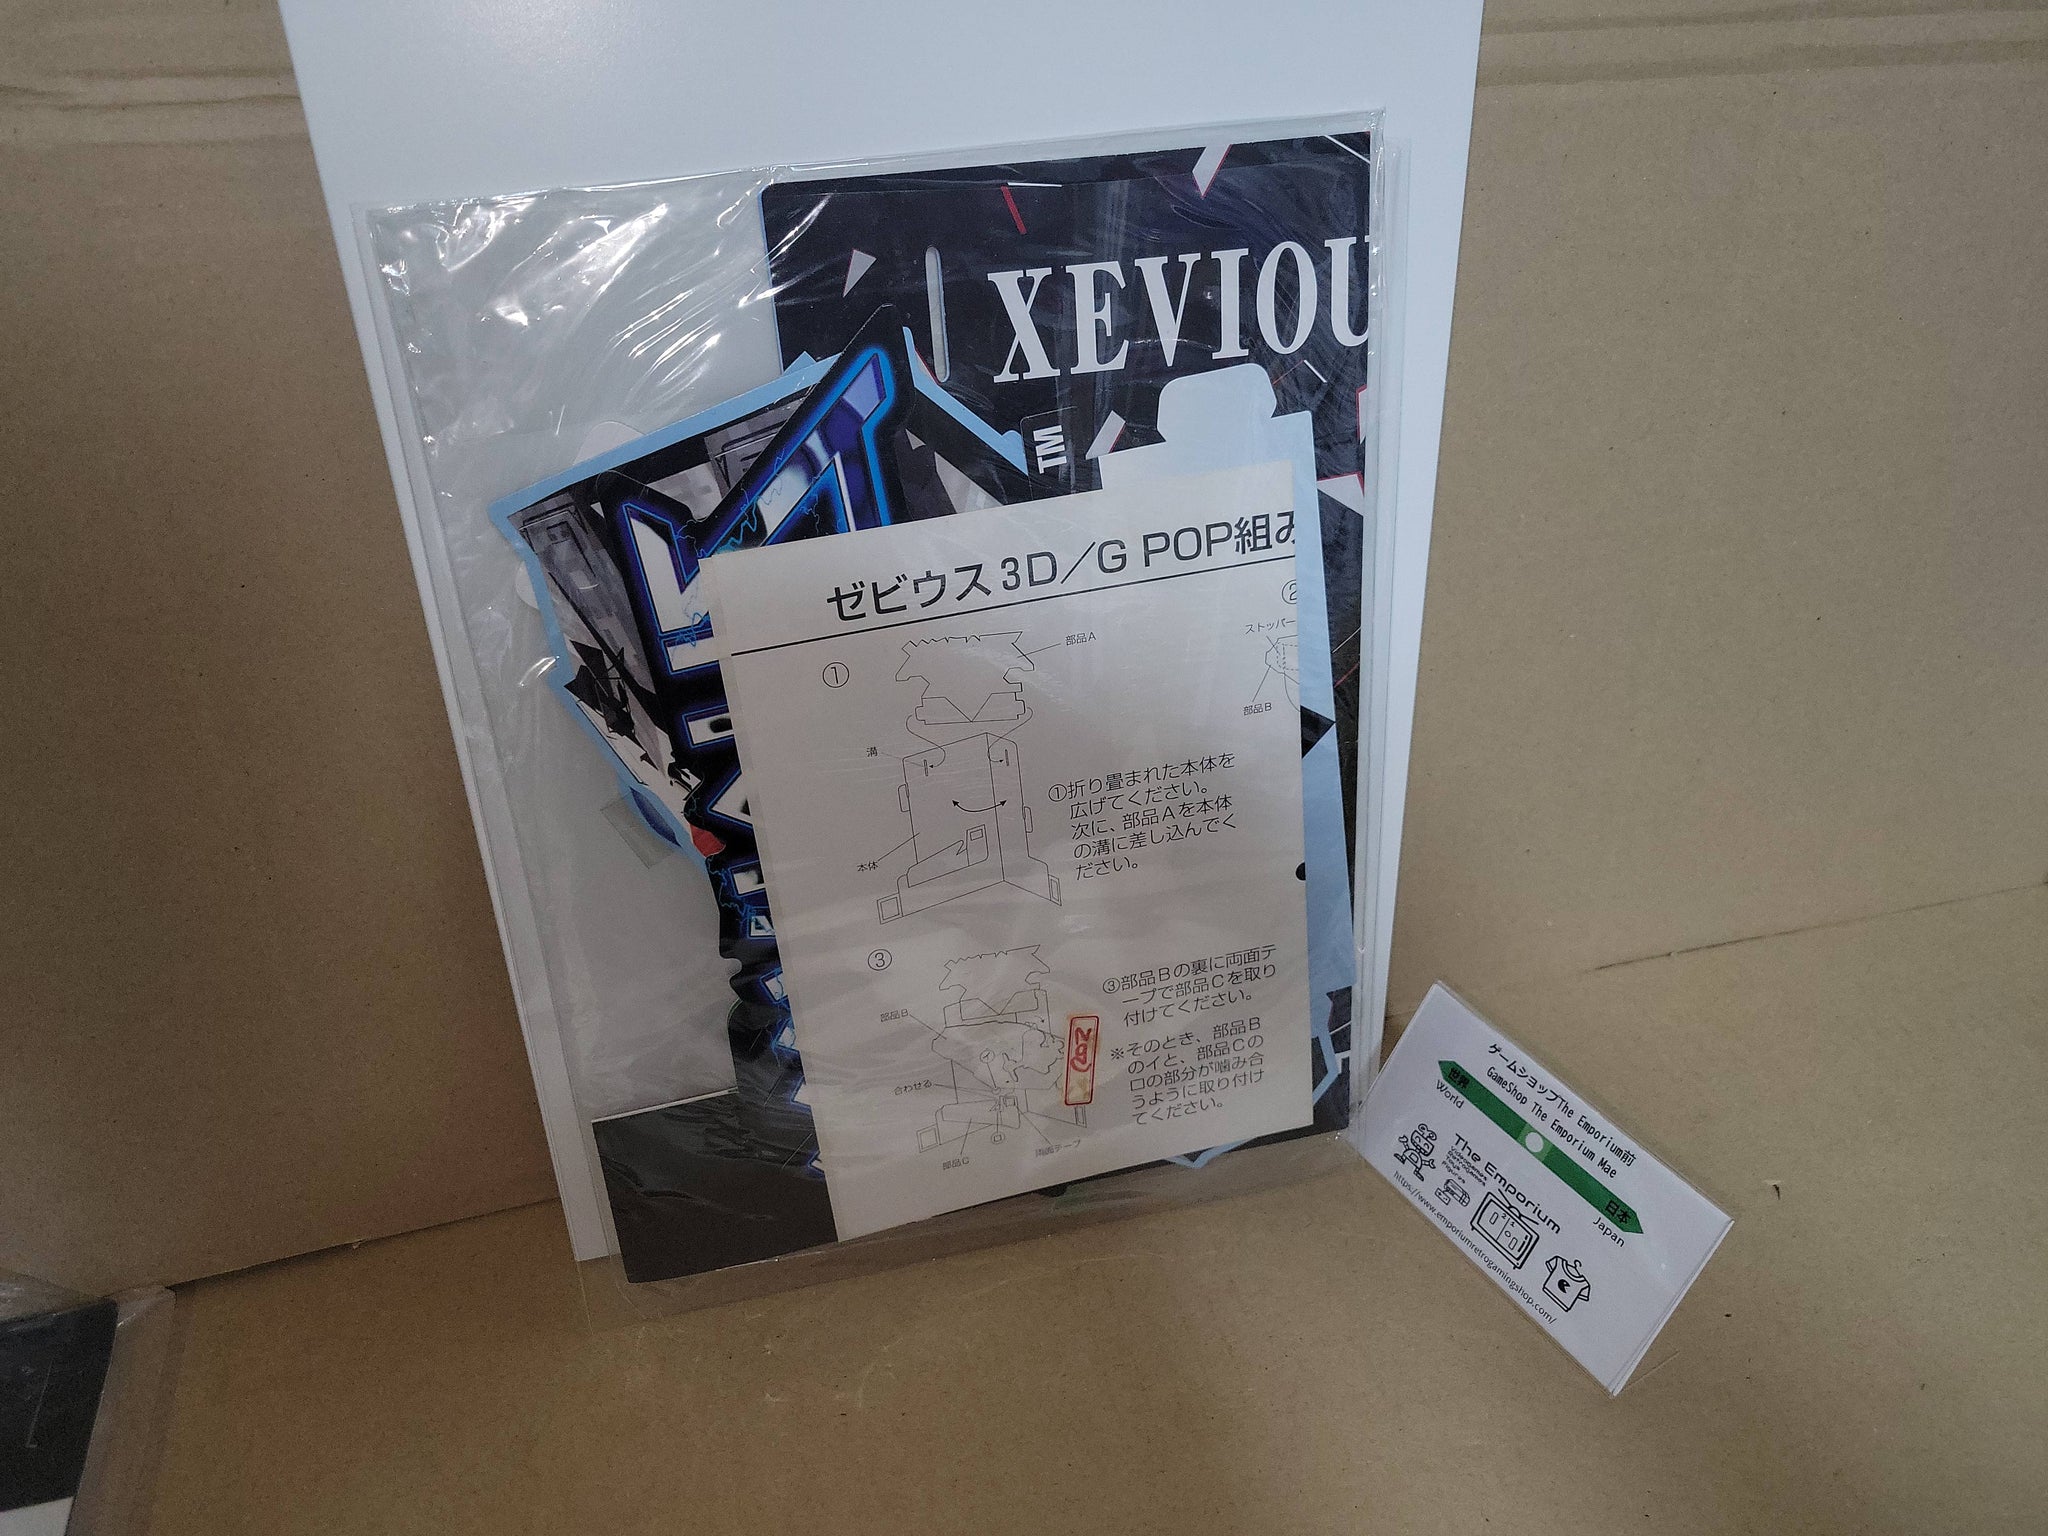 XEVIOU
TM
ゼビウス 3D/G POP組み
①
部品A
②
ストッパー
部品B
溝
本体
①折り畳まれた本体を
広げてください。
次に、部品Aを本体
の溝に差し込んでく
ださい。
③
部品B
合わせる
部品C
両面テープ
③部品Bの裏に両面テ
ープで部品Cを取り
付けてください。
※そのとき、部品B
のイと、部品Cの
ロの部分が噛み合
うように取り付け
てください。
ゲームショップThe Emporium前
GameShop The Emporium Mae
世界
World
日本
Japan
The Emporium
https://www.emporiumretrogamingshop.com/